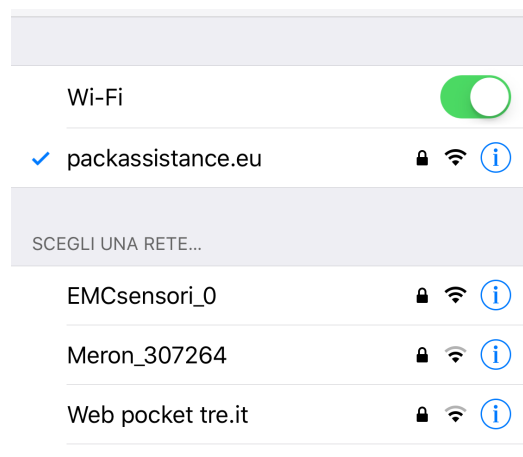 Wi-Fi
packassistance.eu
SCEGLI UNA RETE...
EMCsensori_0
Meron_307264
Web pocket tre.it